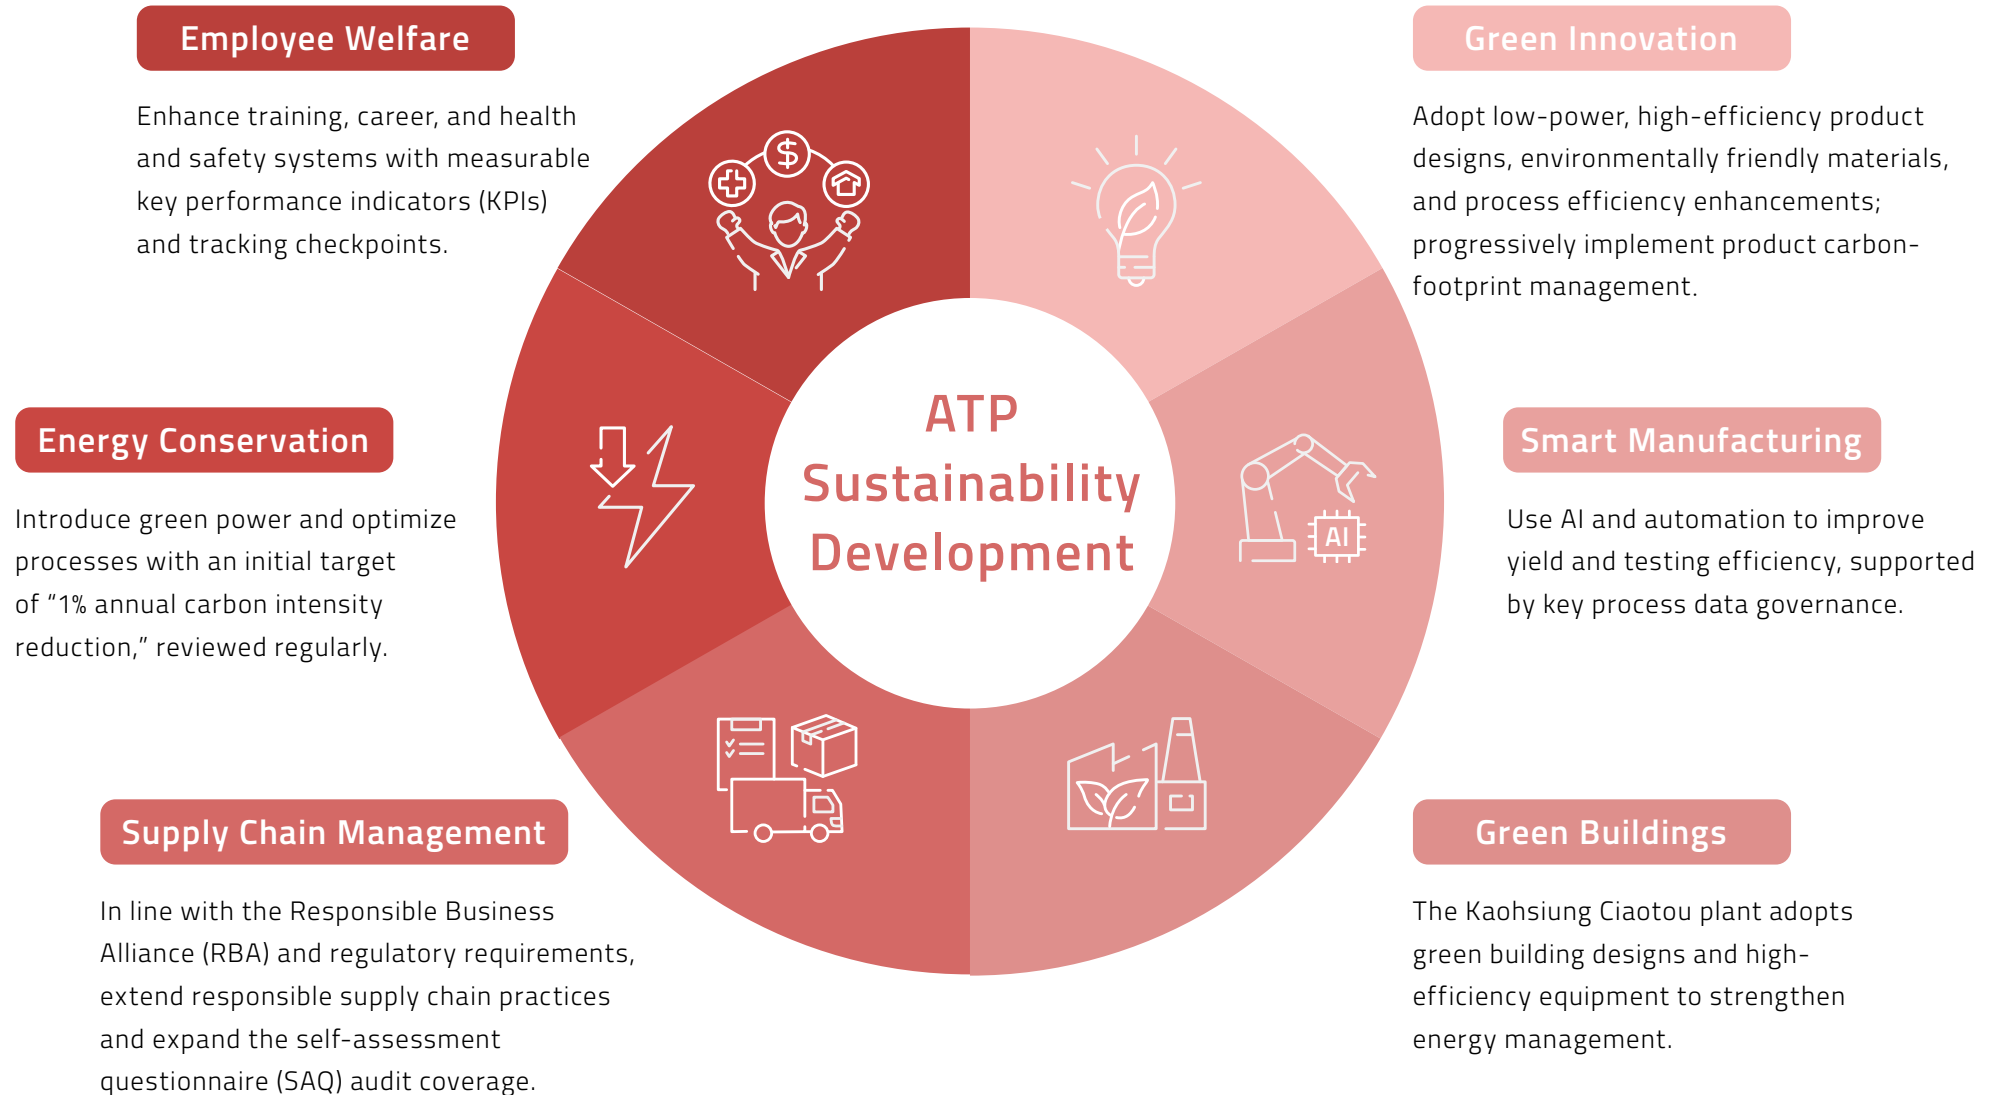 Employee Welfare
Enhance training, career, and health
and safety systems with measurable
key performance indicators (KPIs)
and tracking checkpoints.
Green Innovation
Adopt low-power, high-efficiency product
designs, environmentally friendly materials,
and process efficiency enhancements;
progressively implement product carbon-
footprint management.
Energy Conservation
Introduce green power and optimize
processes with an initial target
of “1% annual carbon intensity
reduction,” reviewed regularly.
ATP
Sustainability
Development
Smart Manufacturing
Use AI and automation to improve
yield and testing efficiency, supported
by key process data governance.
AI
$
Supply Chain Management
In line with the Responsible Business
Alliance (RBA) and regulatory requirements,
extend responsible supply chain practices
and expand the self-assessment
questionnaire (SAQ) audit coverage.
Green Buildings
The Kaohsiung Ciaotou plant adopts
green building designs and high-
efficiency equipment to strengthen
energy management.